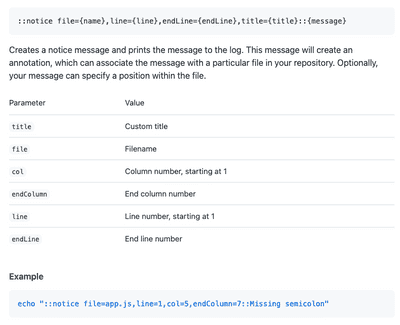 ::notice file={name},line={line},endLine={endLine},title={title}::{message}
Creates a notice message and prints the message to the log. This message will create an
annotation, which can associate the message with a particular file in your repository. Optionally,
your message can specify a position within the file.
Parameter Value
title Custom title
file Filename
col Column number, starting at 1
endColumn End column number
line Line number, starting at 1
endLine End line number
Example
echo "::notice file=app.js,line=1,col=5,endColumn=7::Missing semicolon"